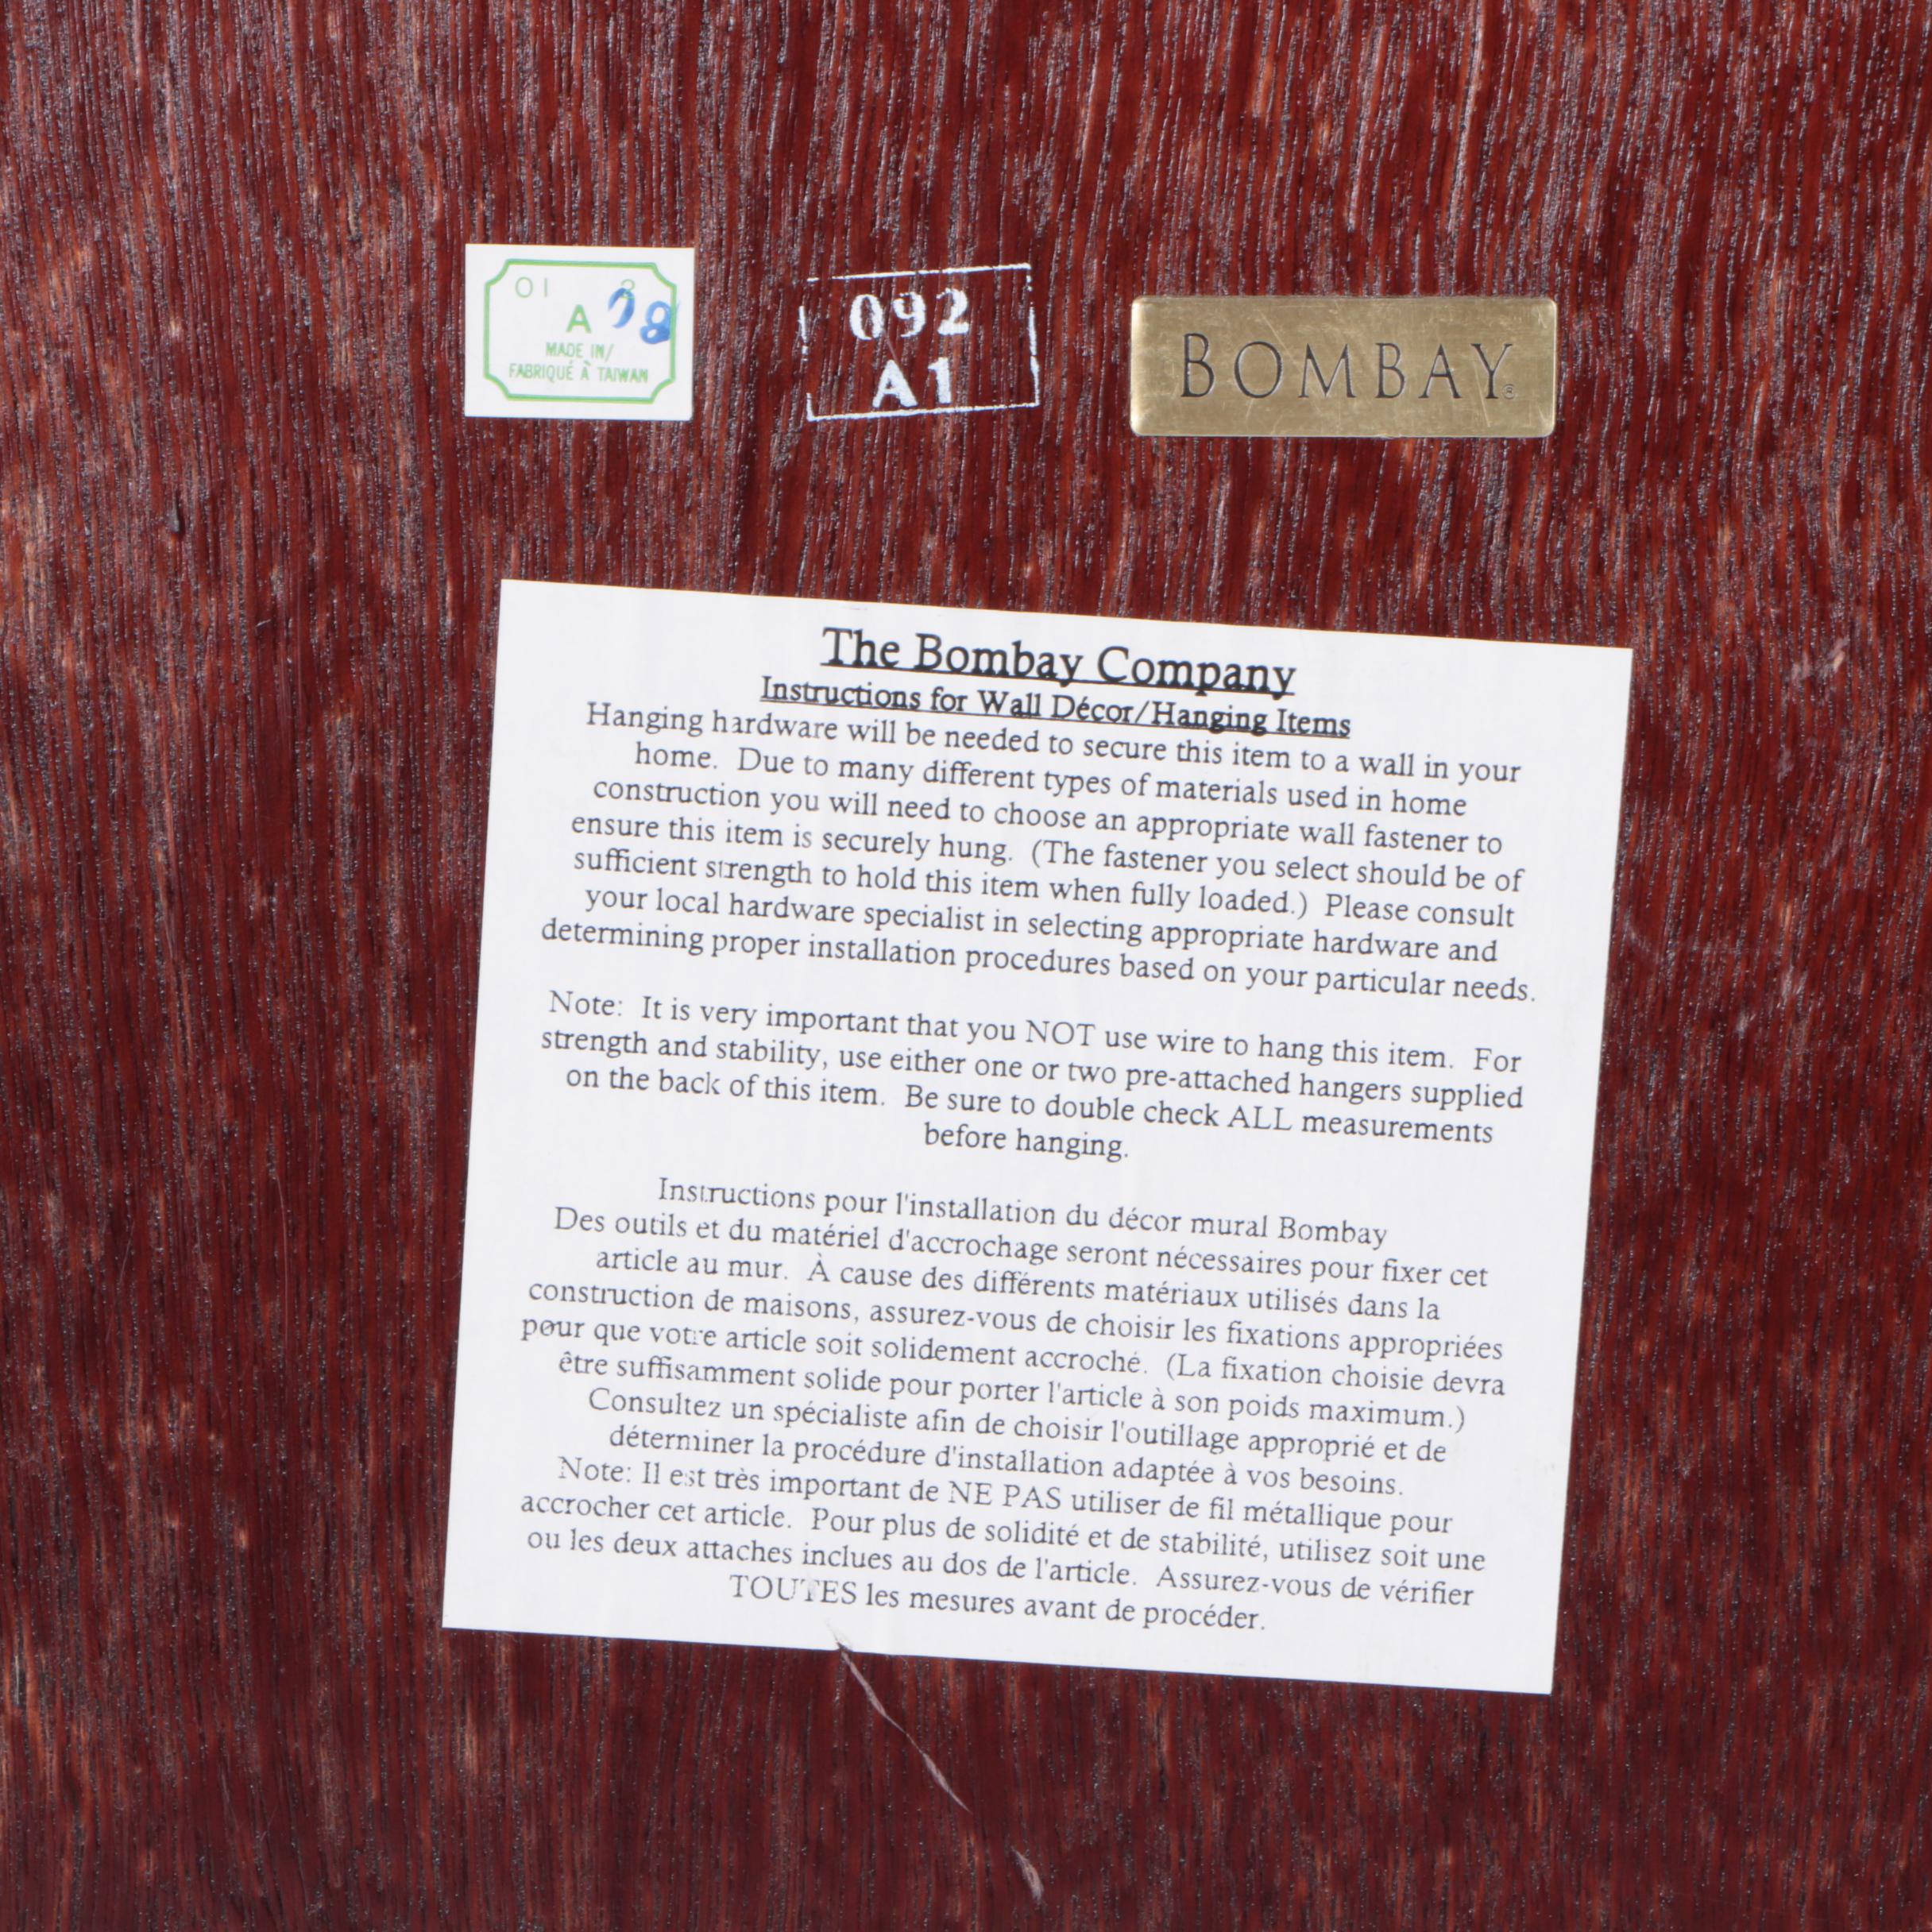 01 3
A 08
MADE IN/
FABRIQUÉ À TAIWAN
092
A1
BOMBAY®
The Bombay Company
Instructions for Wall Décor/Hanging Items
Hanging hardware will be needed to secure this item to a wall in your
home. Due to many different types of materials used in home
construction you will need to choose an appropriate wall fastener to
ensure this item is securely hung. (The fastener you select should be of
sufficient strength to hold this item when fully loaded.) Please consult
your local hardware specialist in selecting appropriate hardware and
determining proper installation procedures based on your particular needs.
Note: It is very important that you NOT use wire to hang this item. For
strength and stability, use either one or two pre-attached hangers supplied
on the back of this item. Be sure to double check ALL measurements
before hanging.
Instructions pour l'installation du décor mural Bombay
Des outils et du matériel d'accrochage seront nécessaires pour fixer cet
article au mur. À cause des différents matériaux utilisés dans la
construction de maisons, assurez-vous de choisir les fixations appropriées
pour que votre article soit solidement accroché. (La fixation choisie devra
être suffisamment solide pour porter l'article à son poids maximum.)
Consultez un spécialiste afin de choisir l'outillage approprié et de
déterminer la procédure d'installation adaptée à vos besoins.
Note: Il est très important de NE PAS utiliser de fil métallique pour
accrocher cet article. Pour plus de solidité et de stabilité, utilisez soit une
ou les deux attaches inclues au dos de l'article. Assurez-vous de vérifier
TOUTES les mesures avant de procéder.